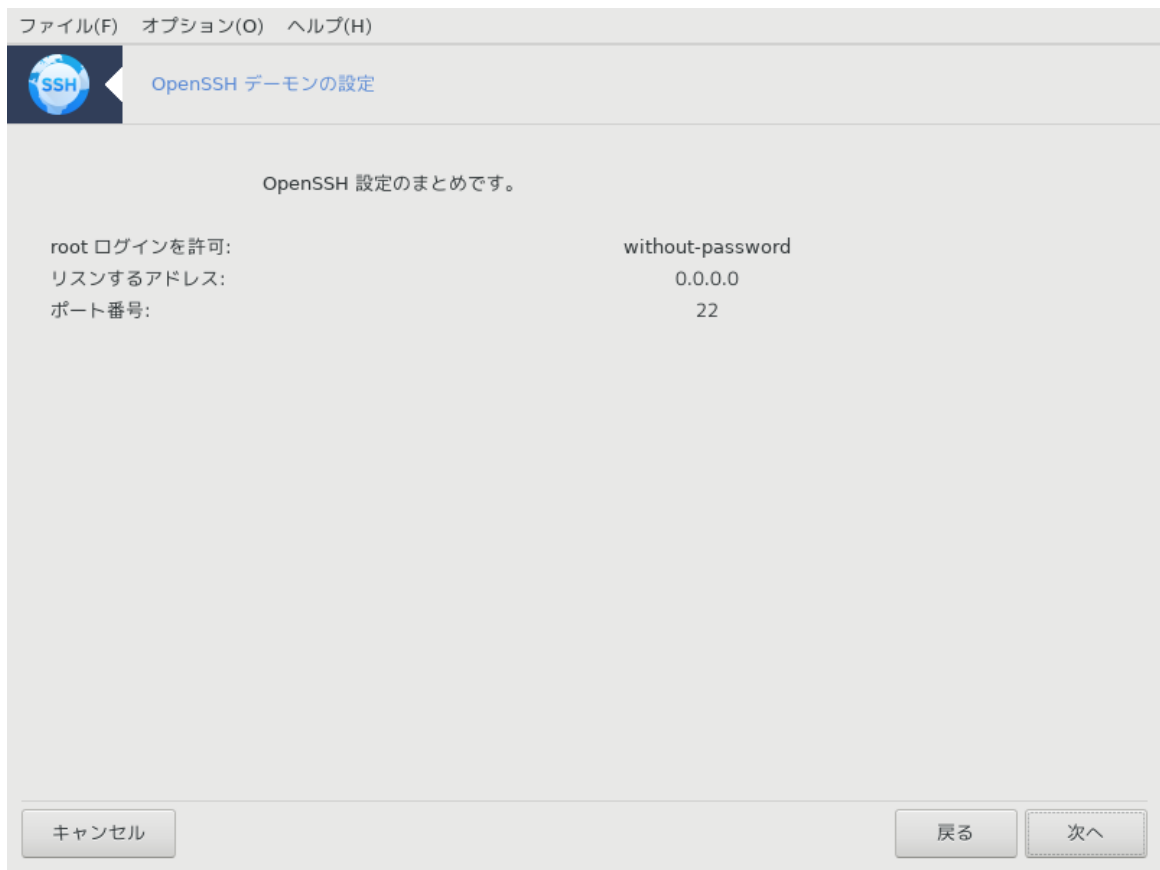 ファイル(F) オプション(O) ヘルプ(H)
SSH
OpenSSH デーモンの設定
OpenSSH 設定のまとめです。
root ログインを許可: without-password
リスンするアドレス: 0.0.0.0
ポート番号: 22
キャンセル 戻る 次へ